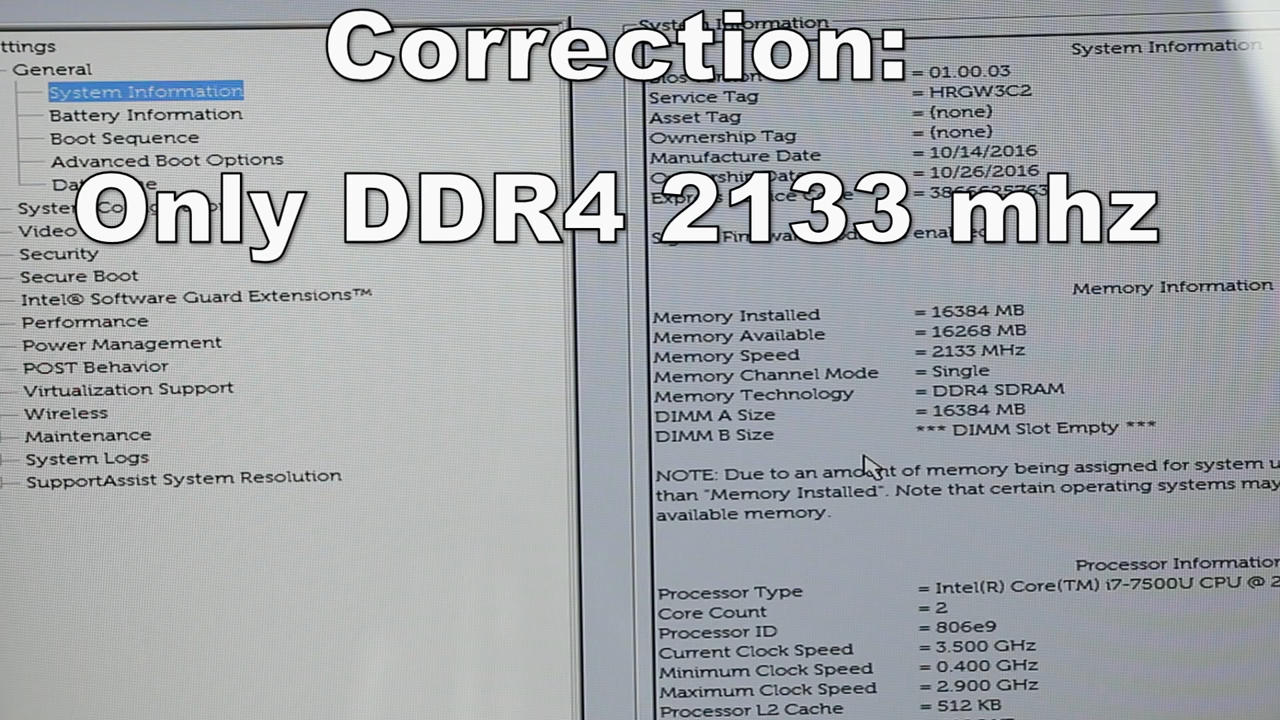 Correction:
Only DDR4 2133 mhz
ttings
General
System Information
Battery Information
Boot Sequence
Advanced Boot Options
Video
Security
Secure Boot
Intel® Software Guard Extensions™
Performance
Power Management
POST Behavior
Virtualization Support
Wireless
Maintenance
System Logs
SupportAssist System Resolution
System Information
System Information
= 01.00.03
Service Tag = HRGW3C2
Asset Tag = {none}
Ownership Tag = {none}
Manufacture Date = 10/14/2016
= 10/26/2016
Memory Information
Memory Installed = 16384 MB
Memory Available = 16268 MB
Memory Speed = 2133 MHz
Memory Channel Mode = Single
Memory Technology = DDR4 SDRAM
DIMM A Size = 16384 MB
DIMM B Size *** DIMM Slot Empty ***
NOTE: Due to an amount of memory being assigned for system u
than "Memory Installed". Note that certain operating systems may
available memory.
Processor Information
Processor Type = Intel(R) Core(TM) i7-7500U CPU @ 2
Core Count = 2
Processor ID = 806e9
Current Clock Speed = 3.500 GHz
Minimum Clock Speed = 0.400 GHz
Maximum Clock Speed = 2.900 GHz
Processor L2 Cache = 512 KB